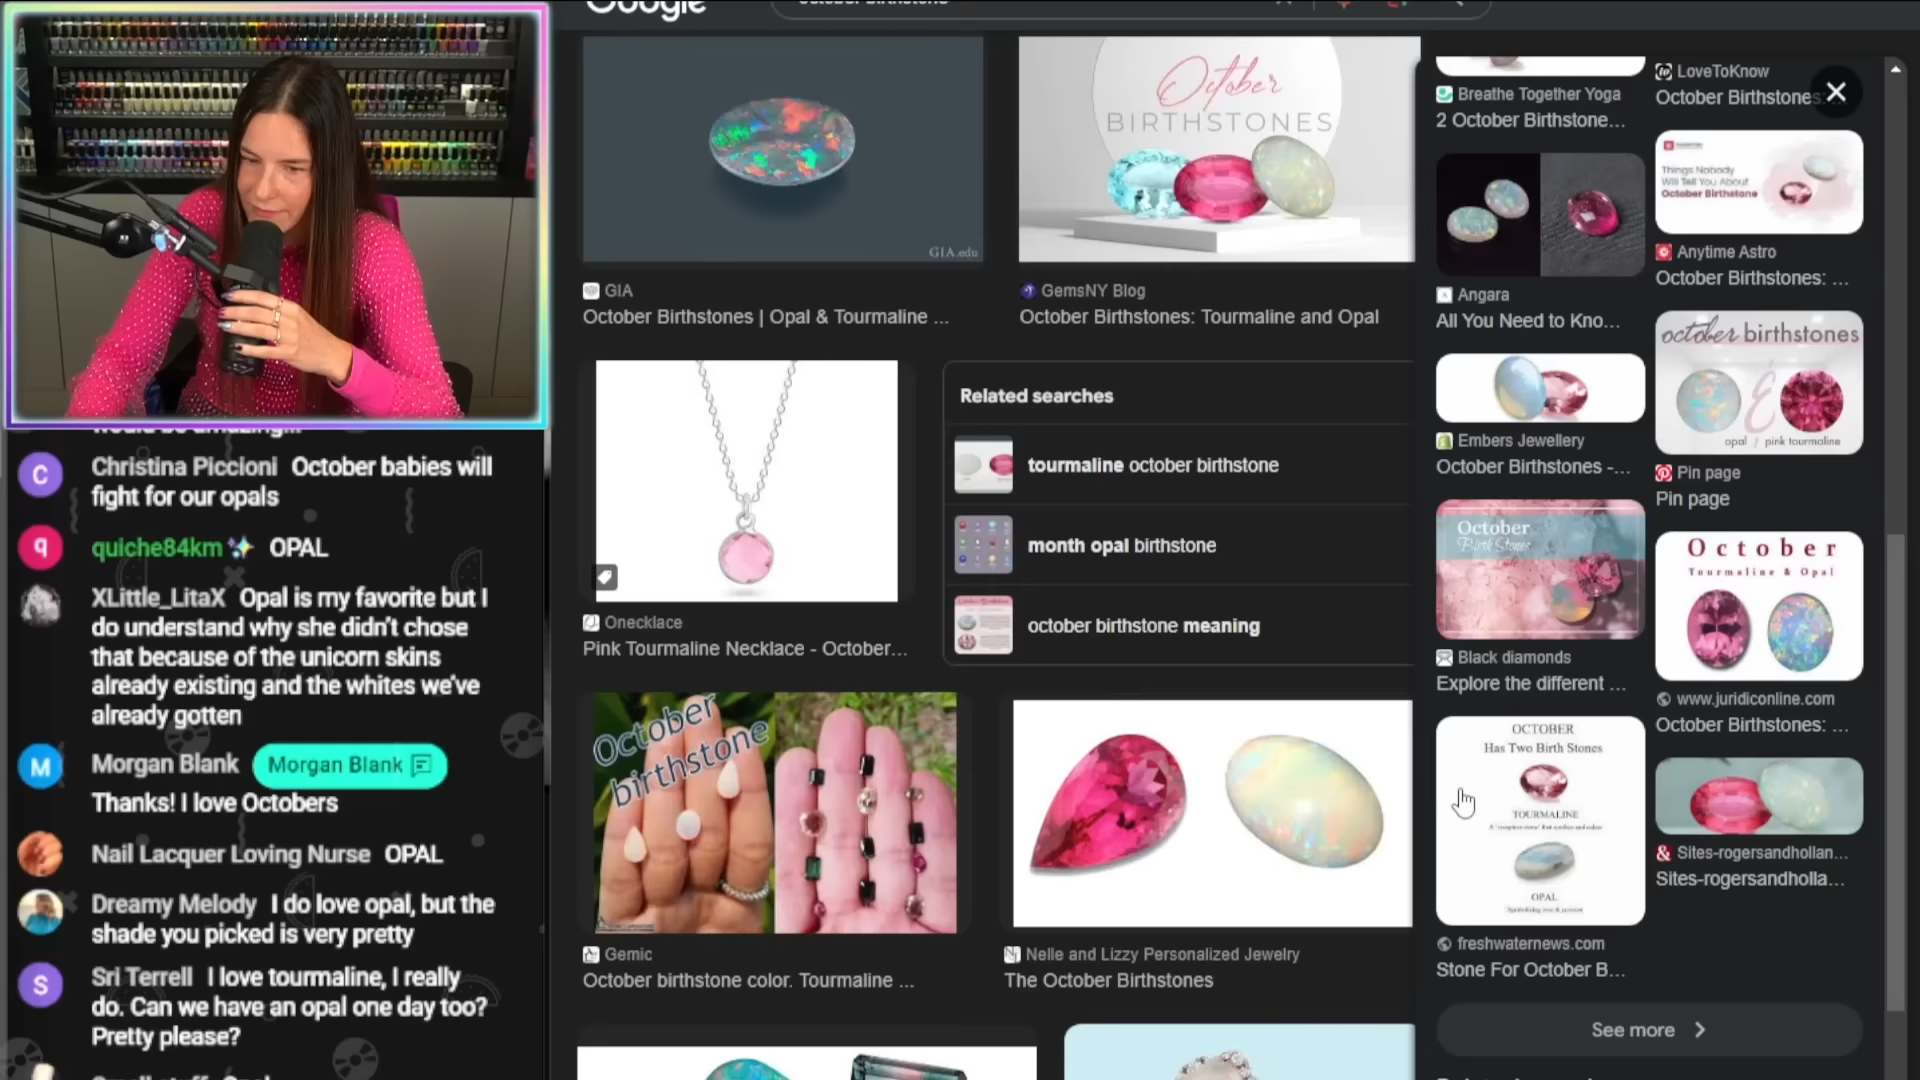 Google
october birthstone
Christina Piccioni October babies will
fight for our opals
quiche84km OPAL
XLittle_LitaX Opal is my favorite but I
do understand why she didn't chose
that because of the unicorn skins
already existing and the whites we've
already gotten
Morgan Blank Morgan Blank
Thanks! I love Octobers
Nail Lacquer Loving Nurse OPAL
Dreamy Melody I do love opal, but the
shade you picked is very pretty
Sri Terrell I love tourmaline, I really
do. Can we have an opal one day too?
Pretty please?
GIA.edu
GIA
October Birthstones | Opal & Tourmaline ...
October
BIRTHSTONES
GemsNY Blog
October Birthstones: Tourmaline and Opal
Onecklace
Pink Tourmaline Necklace - October...
Related searches
tourmaline october birthstone
month opal birthstone
october birthstone meaning
October
birthstone
Gemic
October birthstone color. Tourmaline ...
Nelle and Lizzy Personalized Jewelry
The October Birthstones
Breathe Together Yoga
2 October Birthstone...
Angara
All You Need to Kno...
Embers Jewellery
October Birthstones -...
October
Birth Stones
Black diamonds
Explore the different ...
OCTOBER
Has Two Birth Stones
TOURMALINE
OPAL
freshwaternews.com
Stone For October B...
LoveToKnow
October Birthstones:
Things Nobody
Will Tell You About
October Birthstone
Anytime Astro
October Birthstones: ...
october birthstones
&
opal / pink tourmaline
Pin page
Pin page
October
Tourmaline & Opal
www.juridiconline.com
October Birthstones: ...
Sites-rogersandhollan...
Sites-rogersandholla...
See more